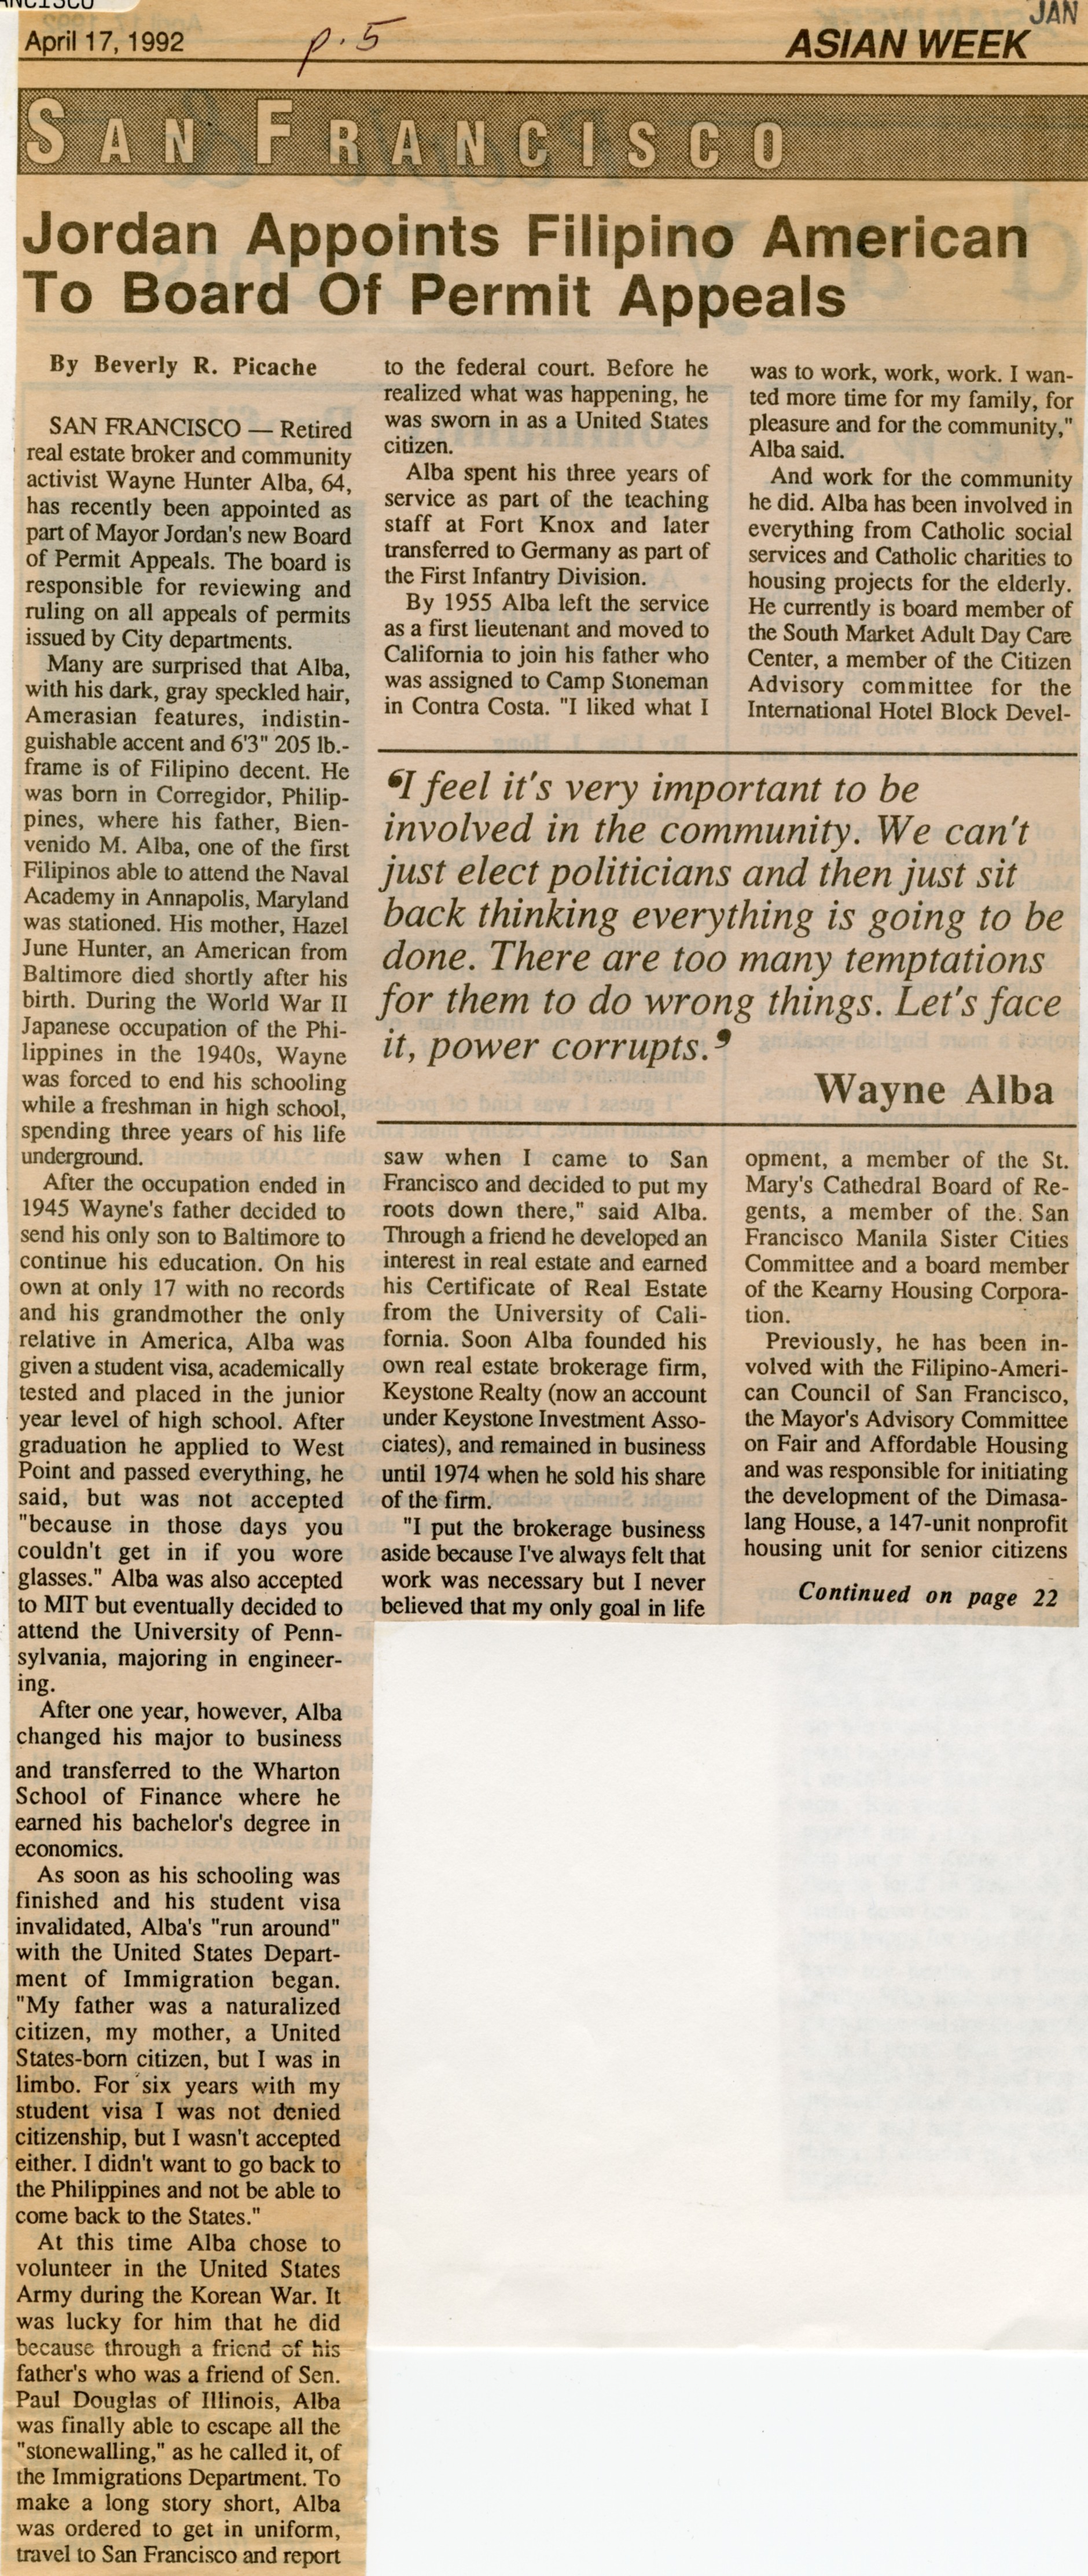 ANCISCO
JAN
April 17, 1992
p. 5
ASIAN WEEK
SAN FRANCISCO
Jordan Appoints Filipino American
To Board Of Permit Appeals
By Beverly R. Picache
SAN FRANCISCO — Retired
real estate broker and community
activist Wayne Hunter Alba, 64,
has recently been appointed as
part of Mayor Jordan's new Board
of Permit Appeals. The board is
responsible for reviewing and
ruling on all appeals of permits
issued by City departments.
Many are surprised that Alba,
with his dark, gray speckled hair,
Amerasian features, indistin-
guishable accent and 6'3" 205 lb.-
frame is of Filipino decent. He
was born in Corregidor, Philip-
pines, where his father, Bien-
venido M. Alba, one of the first
Filipinos able to attend the Naval
Academy in Annapolis, Maryland
was stationed. His mother, Hazel
June Hunter, an American from
Baltimore died shortly after his
birth. During the World War II
Japanese occupation of the Phi-
lippines in the 1940s, Wayne
was forced to end his schooling
while a freshman in high school,
spending three years of his life
underground.
After the occupation ended in
1945 Wayne's father decided to
send his only son to Baltimore to
continue his education. On his
own at only 17 with no records
and his grandmother the only
relative in America, Alba was
given a student visa, academically
tested and placed in the junior
year level of high school. After
graduation he applied to West
Point and passed everything, he
said, but was not accepted
"because in those days you
couldn't get in if you wore
glasses." Alba was also accepted
to MIT but eventually decided to
attend the University of Penn-
sylvania, majoring in engineer-
ing.
After one year, however, Alba
changed his major to business
and transferred to the Wharton
School of Finance where he
earned his bachelor's degree in
economics.
As soon as his schooling was
finished and his student visa
invalidated, Alba's "run around"
with the United States Depart-
ment of Immigration began.
"My father was a naturalized
citizen, my mother, a United
States-born citizen, but I was in
limbo. For six years with my
student visa I was not denied
citizenship, but I wasn't accepted
either. I didn't want to go back to
the Philippines and not be able to
come back to the States."
At this time Alba chose to
volunteer in the United States
Army during the Korean War. It
was lucky for him that he did
because through a friend of his
father's who was a friend of Sen.
Paul Douglas of Illinois, Alba
was finally able to escape all the
"stonewalling," as he called it, of
the Immigrations Department. To
make a long story short, Alba
was ordered to get in uniform,
travel to San Francisco and report
to the federal court. Before he
realized what was happening, he
was sworn in as a United States
citizen.
Alba spent his three years of
service as part of the teaching
staff at Fort Knox and later
transferred to Germany as part of
the First Infantry Division.
By 1955 Alba left the service
as a first lieutenant and moved to
California to join his father who
was assigned to Camp Stoneman
in Contra Costa. "I liked what I
saw when I came to San
Francisco and decided to put my
roots down there," said Alba.
Through a friend he developed an
interest in real estate and earned
his Certificate of Real Estate
from the University of Cali-
fornia. Soon Alba founded his
own real estate brokerage firm,
Keystone Realty (now an account
under Keystone Investment Asso-
ciates), and remained in business
until 1974 when he sold his share
of the firm.
"I put the brokerage business
aside because I've always felt that
work was necessary but I never
believed that my only goal in life
was to work, work, work. I wan-
ted more time for my family, for
pleasure and for the community,"
Alba said.
And work for the community
he did. Alba has been involved in
everything from Catholic social
services and Catholic charities to
housing projects for the elderly.
He currently is board member of
the South Market Adult Day Care
Center, a member of the Citizen
Advisory committee for the
International Hotel Block Devel-
opment, a member of the St.
Mary's Cathedral Board of Re-
gents, a member of the San
Francisco Manila Sister Cities
Committee and a board member
of the Kearny Housing Corpora-
tion.
Previously, he has been in-
volved with the Filipino-Ameri-
can Council of San Francisco,
the Mayor's Advisory Committee
on Fair and Affordable Housing
and was responsible for initiating
the development of the Dimasa-
lang House, a 147-unit nonprofit
housing unit for senior citizens
Continued on page 22
‘I feel it's very important to be
involved in the community. We can't
just elect politicians and then just sit
back thinking everything is going to be
done. There are too many temptations
for them to do wrong things. Let's face
it, power corrupts.’
Wayne Alba